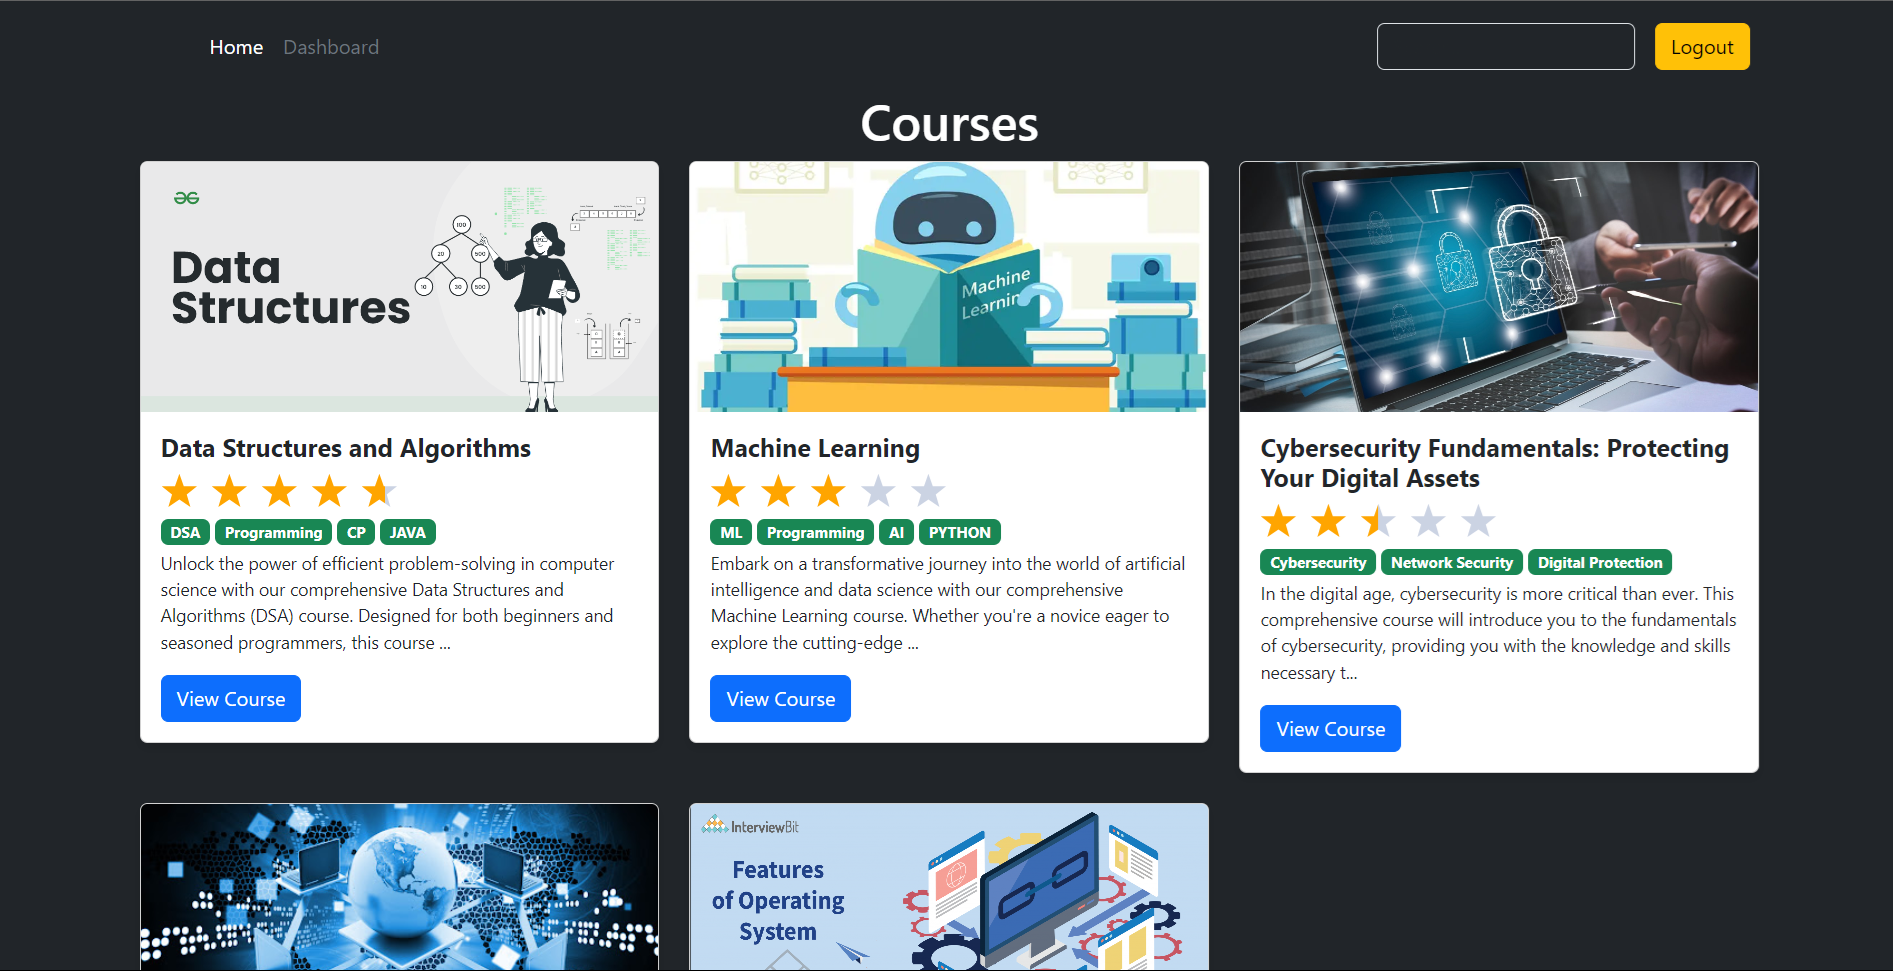 Home Dashboard
Logout
Courses
Data
Structures
100
20
500
10
30
500
Machine
Learning
Data Structures and Algorithms
DSA Programming CP JAVA
Unlock the power of efficient problem-solving in computer
science with our comprehensive Data Structures and
Algorithms (DSA) course. Designed for both beginners and
seasoned programmers, this course ...
View Course
Machine Learning
ML Programming AI PYTHON
Embark on a transformative journey into the world of artificial
intelligence and data science with our comprehensive
Machine Learning course. Whether you're a novice eager to
explore the cutting-edge ...
View Course
Cybersecurity Fundamentals: Protecting
Your Digital Assets
Cybersecurity Network Security Digital Protection
In the digital age, cybersecurity is more critical than ever. This
comprehensive course will introduce you to the fundamentals
of cybersecurity, providing you with the knowledge and skills
necessary t...
View Course
InterviewBit
Features
of Operating
System